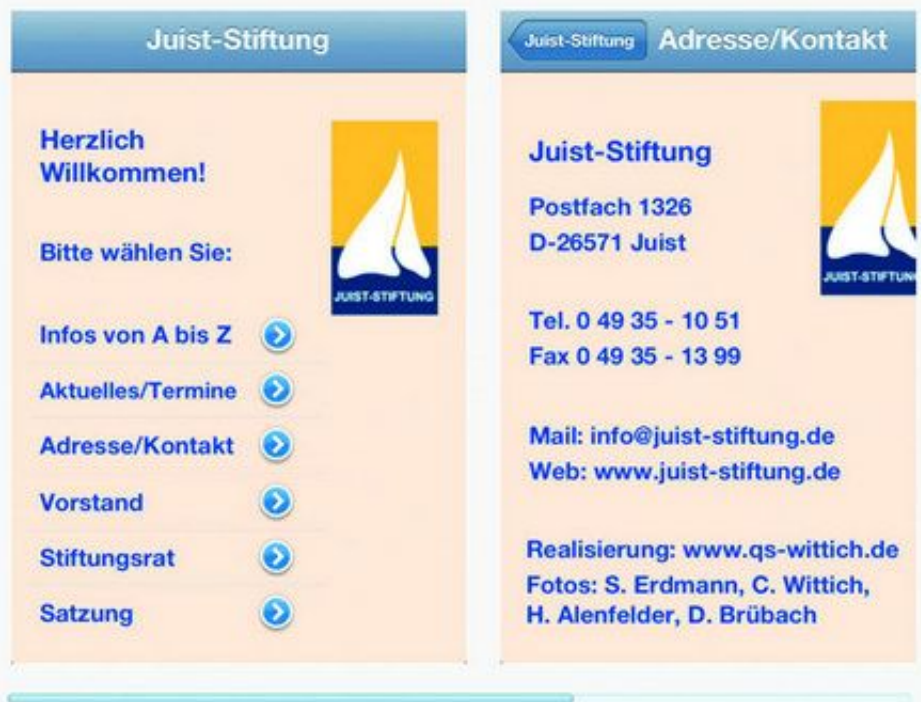 Juist-Stiftung
Herzlich
Willkommen!
Bitte wählen Sie:
JUIST-STIFTUNG
Infos von A bis Z
Aktuelles/Termine
Adresse/Kontakt
Vorstand
Stiftungsrat
Satzung
Juist-Stiftung
Adresse/Kontakt
Juist-Stiftung
Postfach 1326
D-26571 Juist
JUIST-STIFTUN
Tel. 0 49 35 - 10 51
Fax 0 49 35 - 13 99
Mail: info@juist-stiftung.de
Web: www.juist-stiftung.de
Realisierung: www.qs-wittich.de
Fotos: S. Erdmann, C. Wittich,
H. Alenfelder, D. Brübach